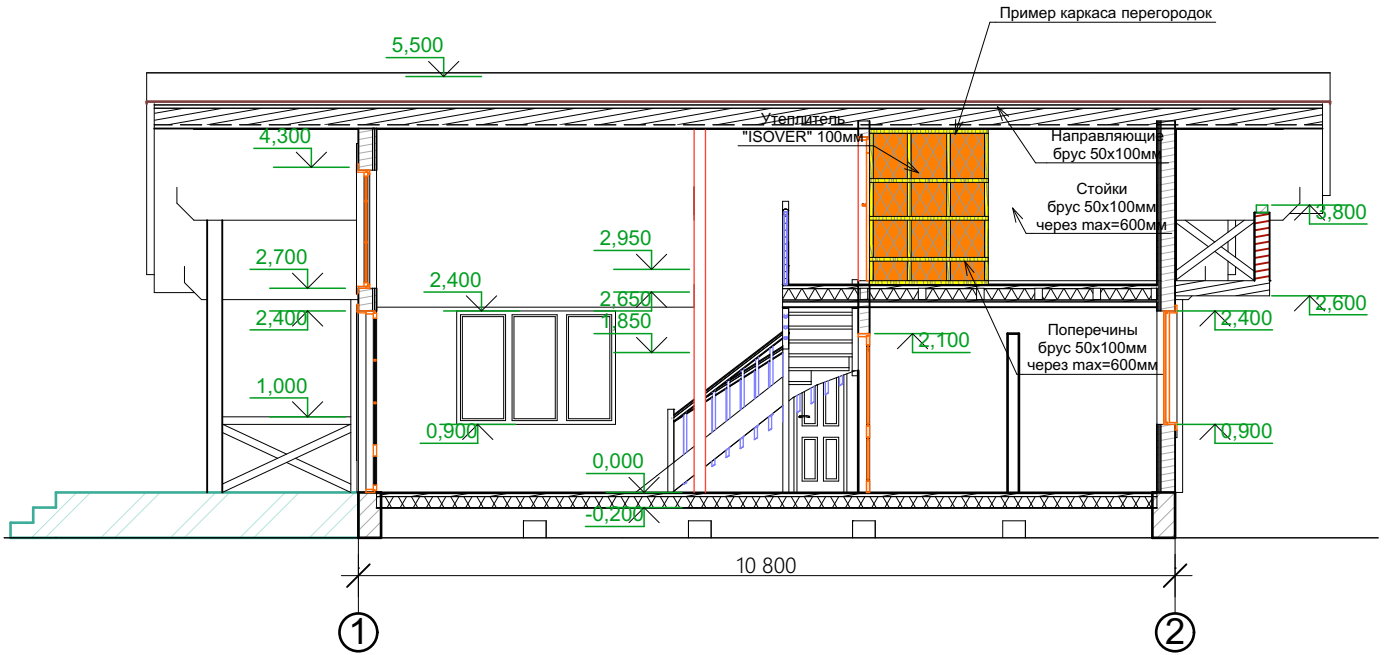 Пример каркаса перегородок
5,500
Утеплитель
"ISOVER" 100мм
Направляющие
брус 50х100мм
4,300
Стойки
брус 50х100мм
через max=600мм
3,800
2,950
2,700
2,400
2,650
2,600
2,400
1,850
2,400
2,100
Поперечины
брус 50х100мм
через max=600мм
1,000
0,900
0,900
0,000
-0,200
10 800
1
2